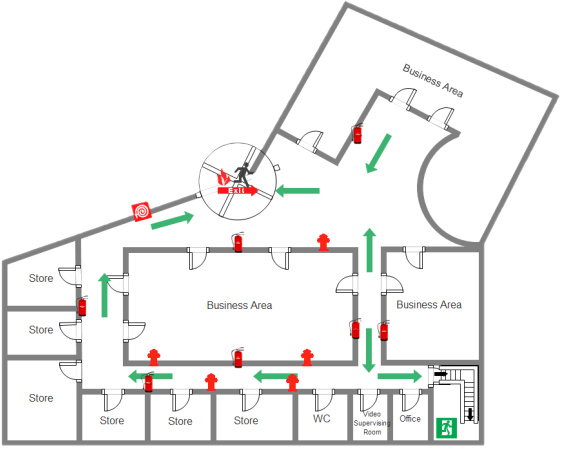 Business Area
Exit
Store
Business Area
Business Area
Store
Store
Store
Store
Store
WC
Video
Supervising
Room
Office